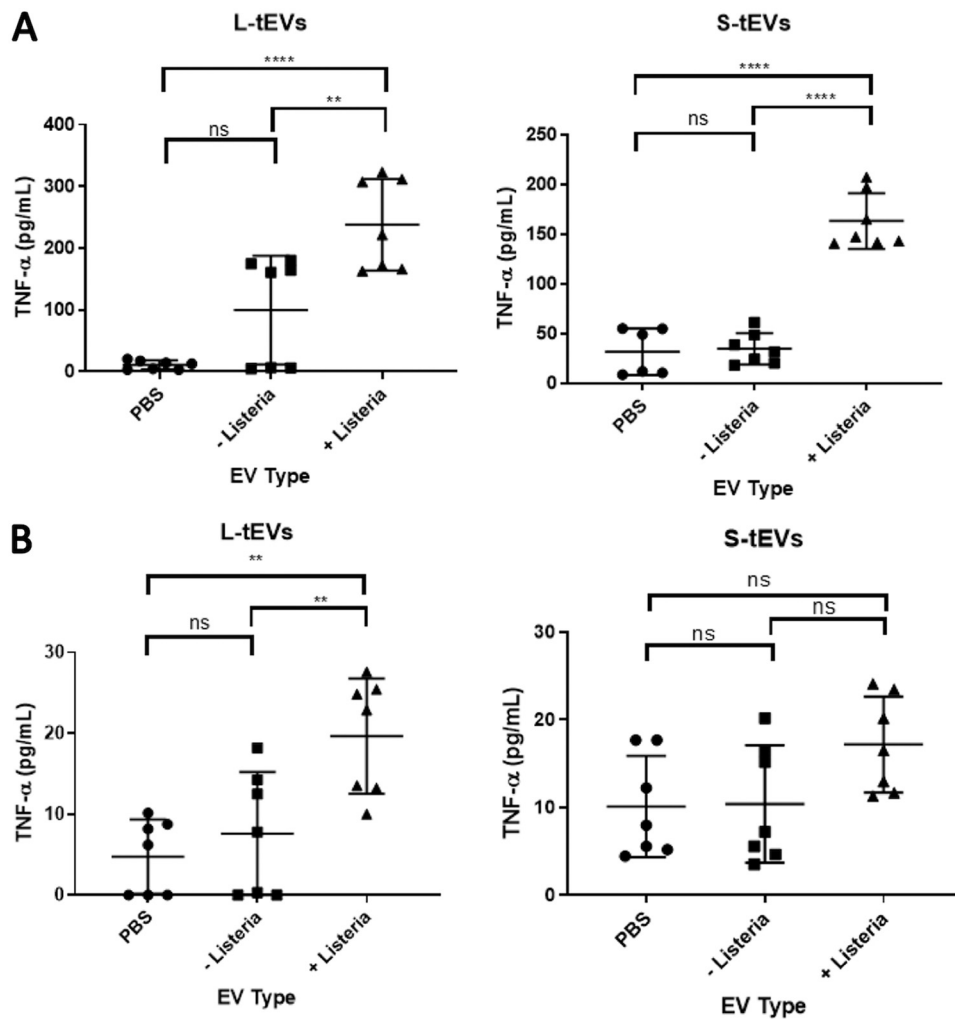 A
L-tEVs
****
**
ns
TNF-α (pg/mL)
400
300
200
100
0
PBS
- Listeria
+ Listeria
EV Type
S-tEVs
****
****
ns
TNF-α (pg/mL)
250
200
150
100
50
0
PBS
- Listeria
+ Listeria
EV Type
B
L-tEVs
**
**
ns
TNF-α (pg/mL)
30
20
10
0
PBS
- Listeria
+ Listeria
EV Type
S-tEVs
ns
ns
ns
TNF-α (pg/mL)
30
20
10
0
PBS
- Listeria
+ Listeria
EV Type